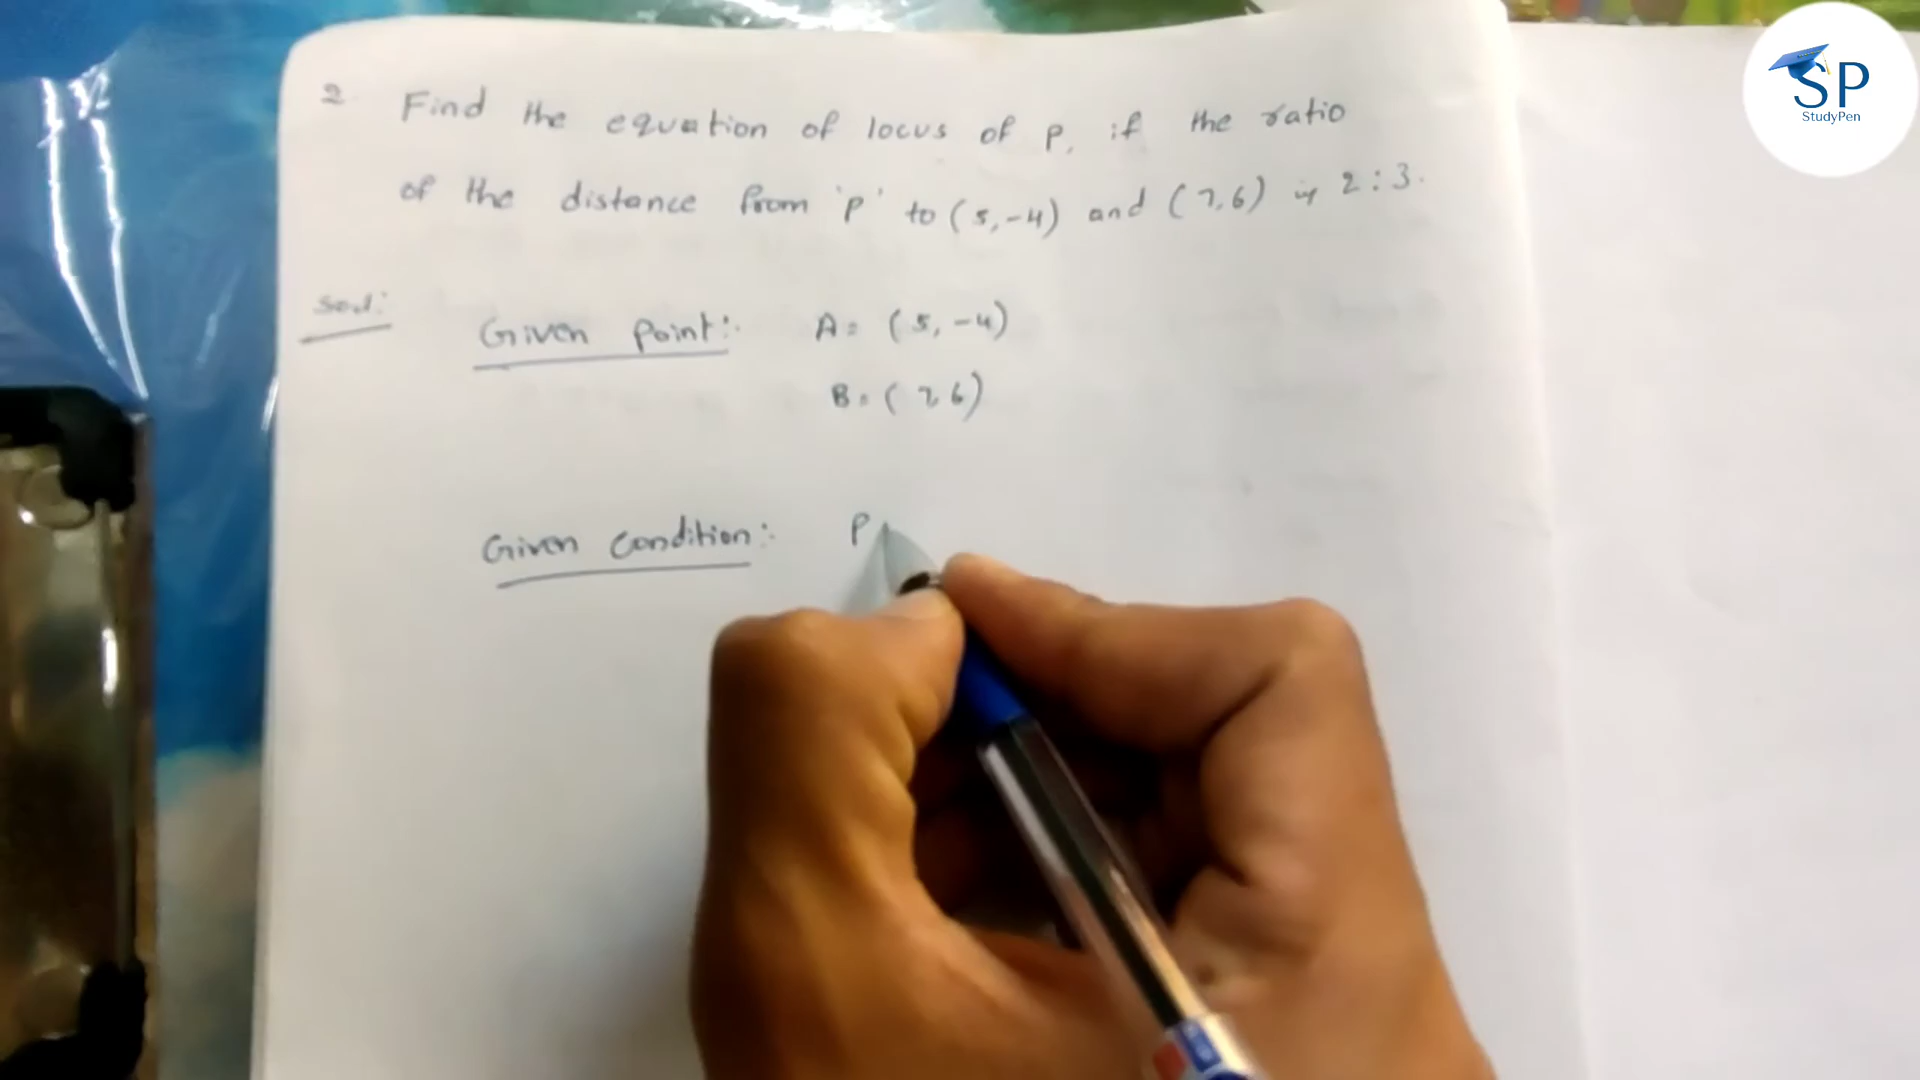 2. Find the equation of locus of P, if the ratio
of the distance from 'p' to (5,-4) and (7,6) is 2:3.
Sol:
Given Point:- A = (5, -4)
B = (7, 6)
Given Condition:- P
SP
StudyPen